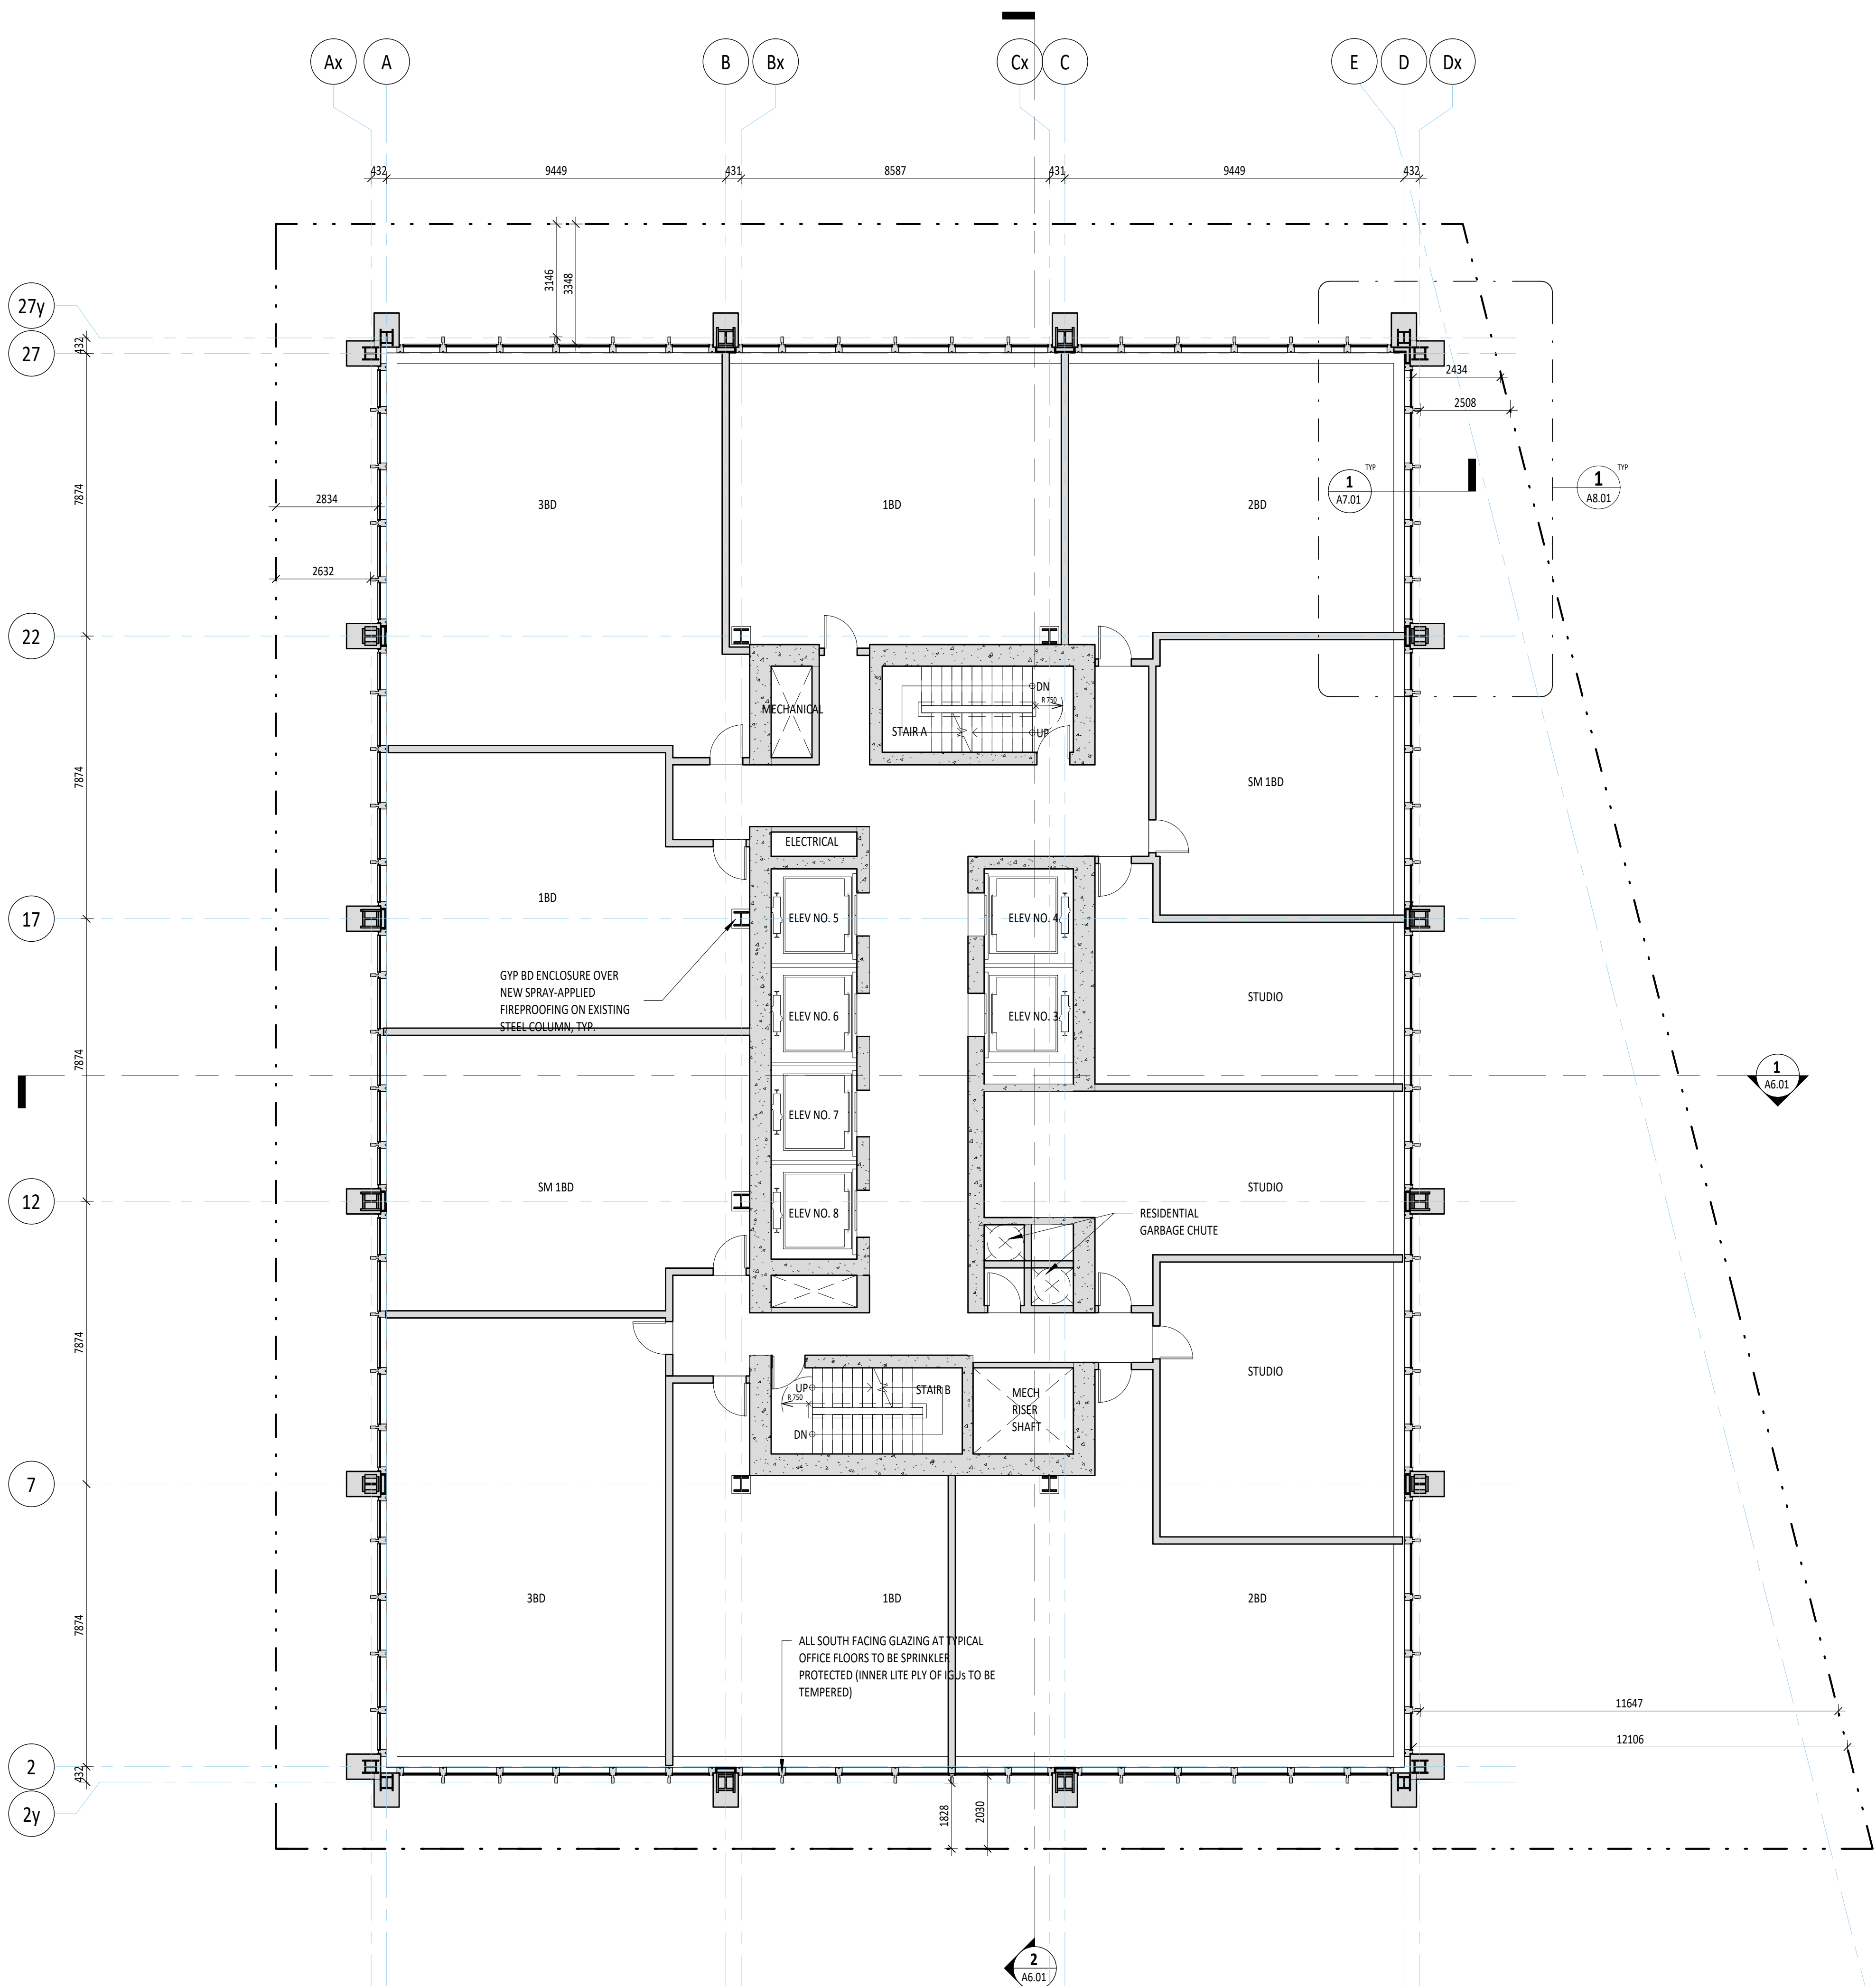 Ax
A
B
Bx
Cx
C
E
D
Dx
432
9449
431
8587
431
9449
432
3146
3348
27y
27
432
2434
2508
7874
2834
2632
3BD
1BD
2BD
TYP
1
A7.01
TYP
1
A8.01
22
DN
R 750
MECHANICAL
STAIR A
UP
7874
SM 1BD
ELECTRICAL
1BD
17
ELEV NO. 5
ELEV NO. 4
GYP BD ENCLOSURE OVER
NEW SPRAY-APPLIED
FIREPROOFING ON EXISTING
STEEL COLUMN, TYP.
STUDIO
ELEV NO. 6
ELEV NO. 3
7874
1
A6.01
ELEV NO. 7
SM 1BD
STUDIO
12
ELEV NO. 8
RESIDENTIAL
GARBAGE CHUTE
7874
UP
R 750
STAIR B
DN
MECH
RISER
SHAFT
STUDIO
7
3BD
1BD
2BD
7874
ALL SOUTH FACING GLAZING AT TYPICAL
OFFICE FLOORS TO BE SPRINKLER
PROTECTED (INNER LITE PLY OF IGUs TO BE
TEMPERED)
11647
12106
2
432
2y
1828
2030
2
A6.01